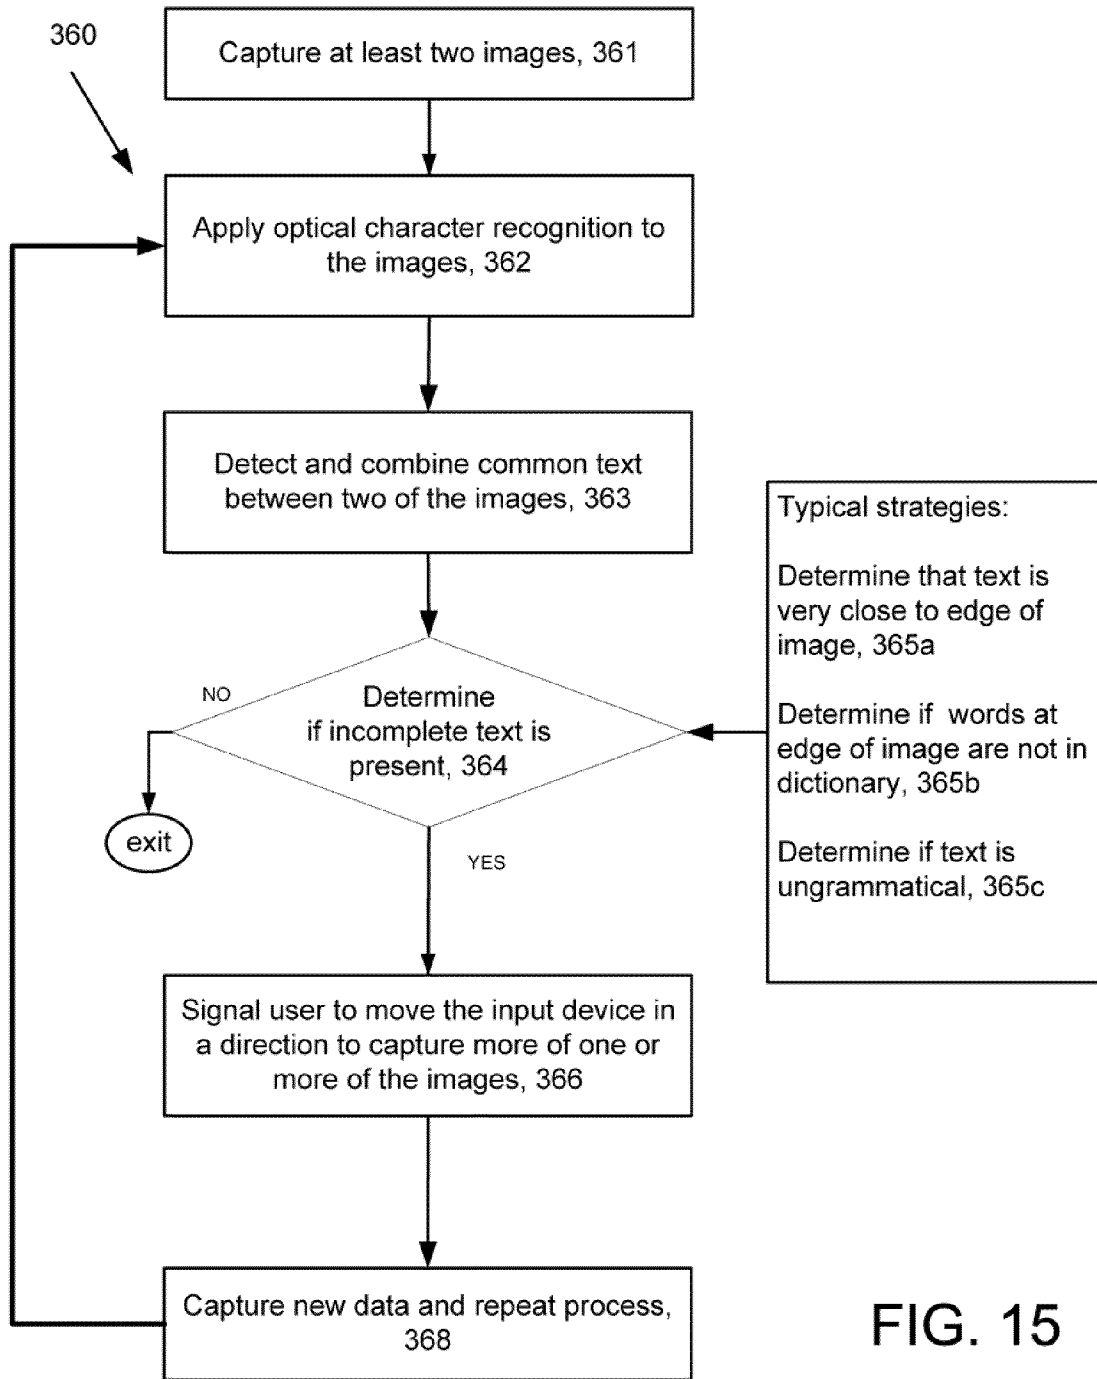 360
Capture at least two images, 361
Apply optical character recognition to
the images, 362
Detect and combine common text
between two of the images, 363
Typical strategies:
Determine that text is
very close to edge of
image, 365a
Determine if words at
edge of image are not in
dictionary, 365b
Determine if text is
ungrammatical, 365c
NO
Determine
if incomplete text is
present, 364
exit
YES
Signal user to move the input device in
a direction to capture more of one or
more of the images, 366
Capture new data and repeat process,
368
FIG. 15